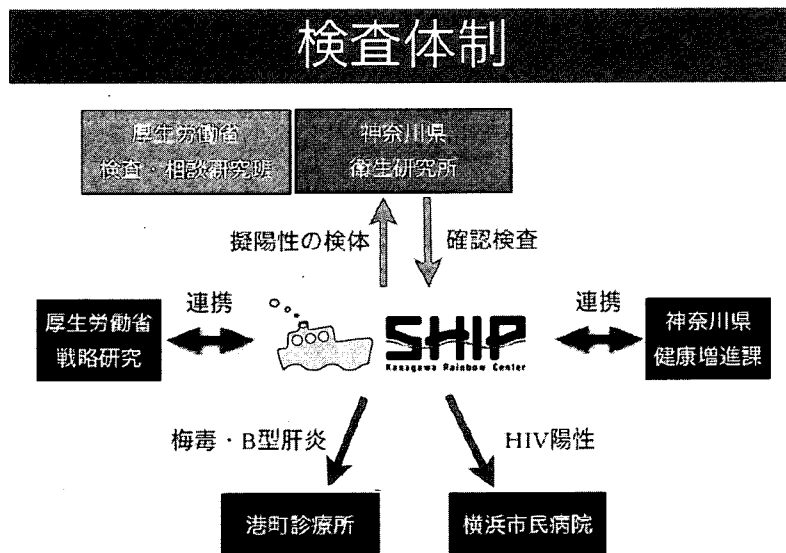 検査体制
厚生労働省
検査・相談研究班
神奈川県
衛生研究所
擬陽性の検体
確認検査
連携
連携
厚生労働省
戦略研究
SHIP
Kanagawa Rainbow Center
神奈川県
健康増進課
梅毒・B型肝炎
HIV陽性
港町診療所
横浜市民病院